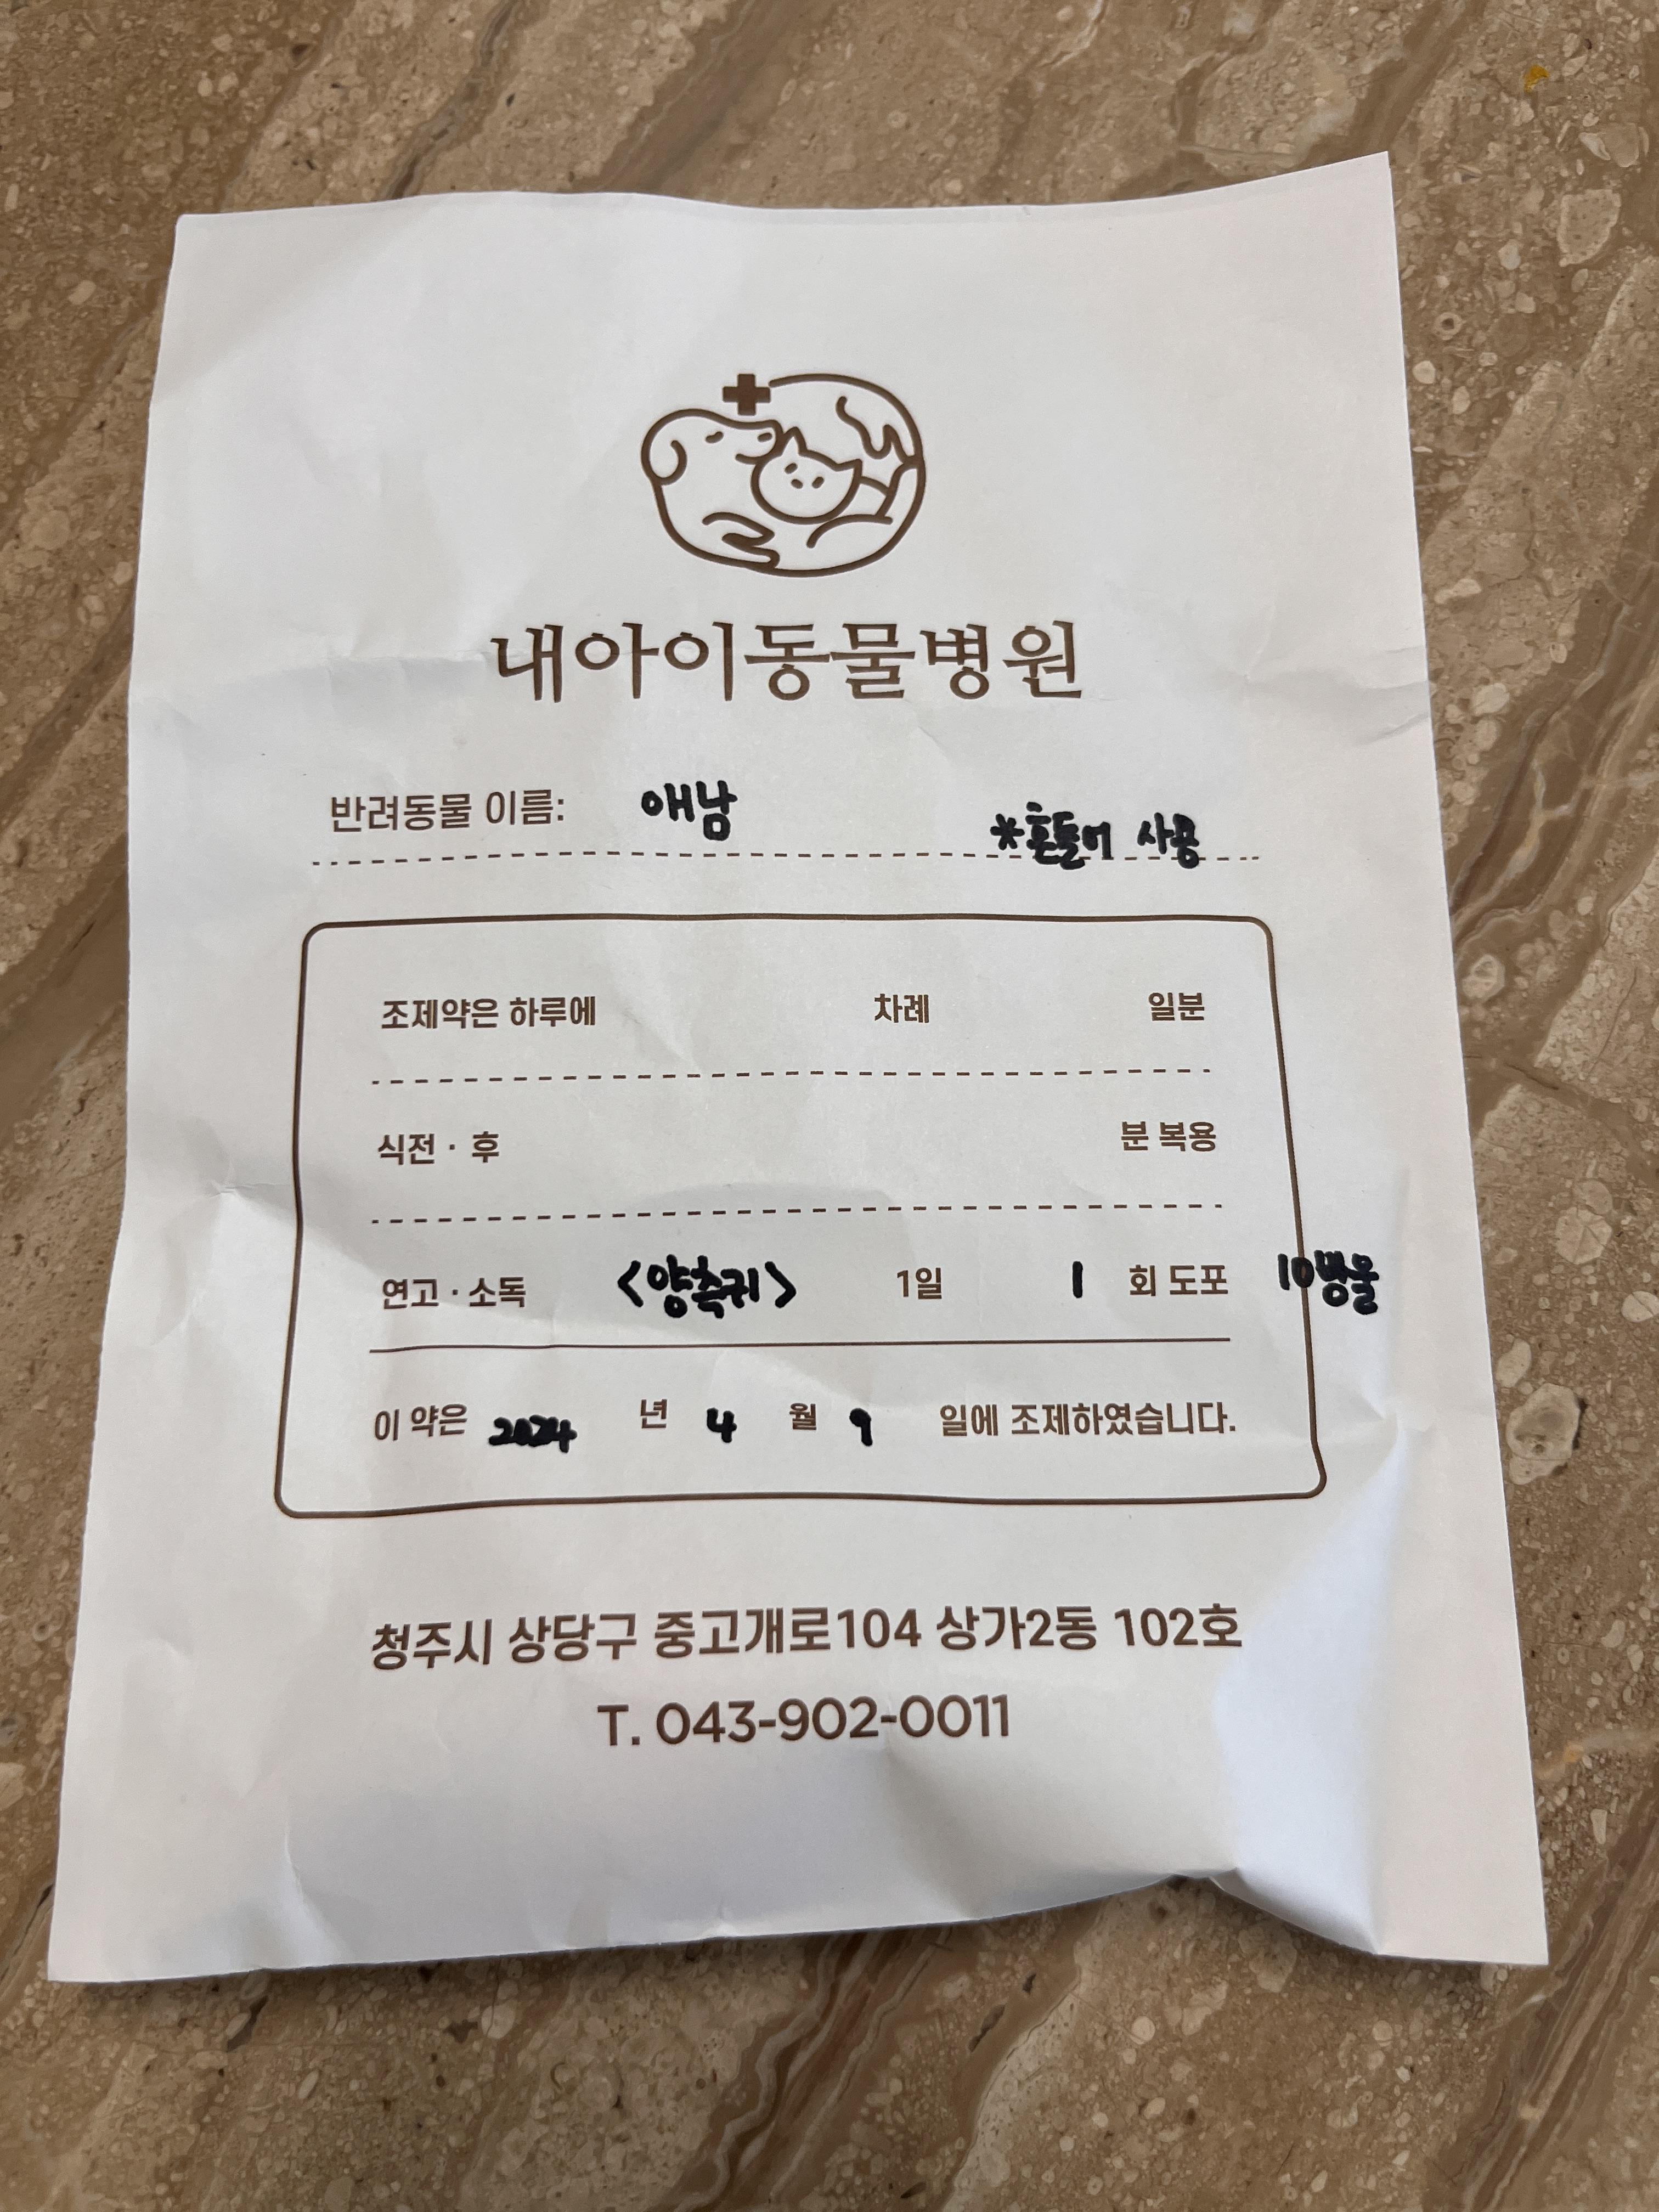 내아이동물병원
반려동물 이름: 애남 *흔들어 사용
조제약은 하루에 차례 일분
식전 · 후 분 복용
연고 · 소독 <양측귀> 1일 1 회 도포 10방울
이 약은 2024 년 4 월 9 일에 조제하였습니다.
청주시 상당구 중고개로104 상가2동 102호
T. 043-902-0011